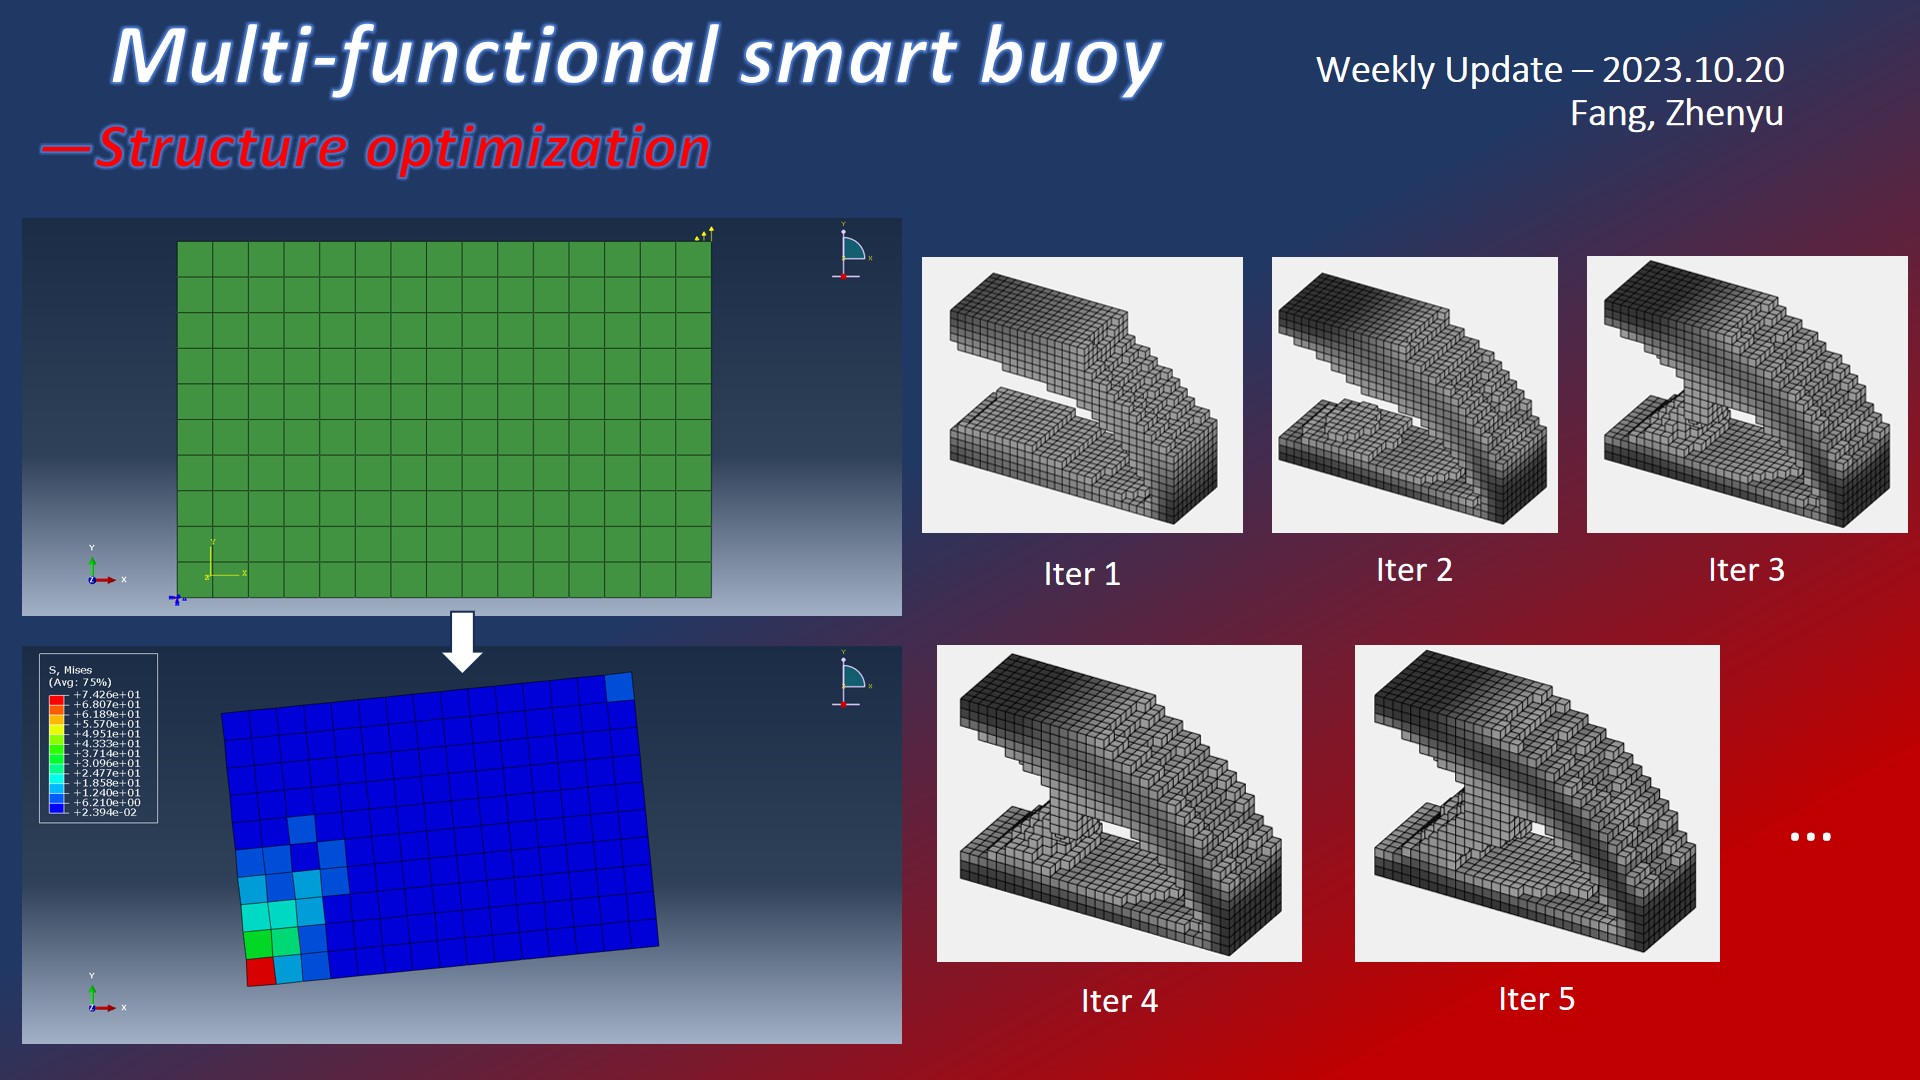 Multi-functional smart buoy
—Structure optimization
Weekly Update – 2023.10.20
Fang, Zhenyu
Y
X
Y
X
Z
Y
X
Z
Iter 1
Iter 2
Iter 3
S, Mises
(Avg: 75%)
+7.426e+01
+6.807e+01
+6.189e+01
+5.570e+01
+4.951e+01
+4.333e+01
+3.714e+01
+3.096e+01
+2.477e+01
+1.858e+01
+1.240e+01
+6.210e+00
+2.394e-02
Y
X
Y
X
Z
Iter 4
Iter 5
...